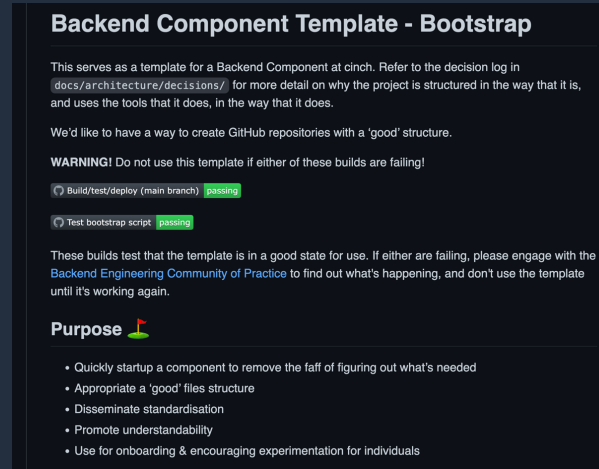 Backend Component Template - Bootstrap
This serves as a template for a Backend Component at cinch. Refer to the decision log in
docs/architecture/decisions/ for more detail on why the project is structured in the way that it is,
and uses the tools that it does, in the way that it does.
We'd like to have a way to create GitHub repositories with a ‘good’ structure.
WARNING! Do not use this template if either of these builds are failing!
Build/test/deploy (main branch) passing
Test bootstrap script passing
These builds test that the template is in a good state for use. If either are failing, please engage with the
Backend Engineering Community of Practice to find out what's happening, and don't use the template
until it's working again.
Purpose ⛳
Quickly startup a component to remove the faff of figuring out what’s needed
Appropriate a ‘good’ files structure
Disseminate standardisation
Promote understandability
Use for onboarding & encouraging experimentation for individuals